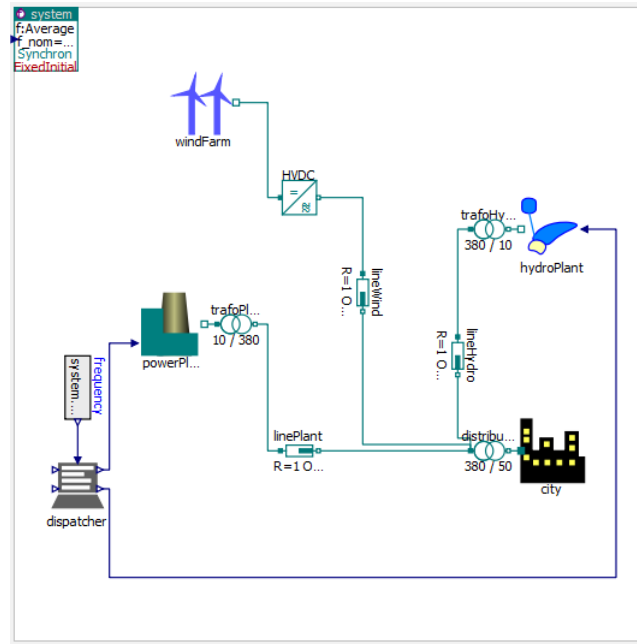 system
f:Average
f_nom=...
Synchron
FixedInitial
windFarm
HVDC
=
lineWind
R=1 O...
trafoHy...
380 / 10
hydroPlant
trafoPl...
10 / 380
powerPl...
lineHydro
R=1 O...
frequency
system....
linePlant
R=1 O...
distribu...
380 / 50
city
dispatcher